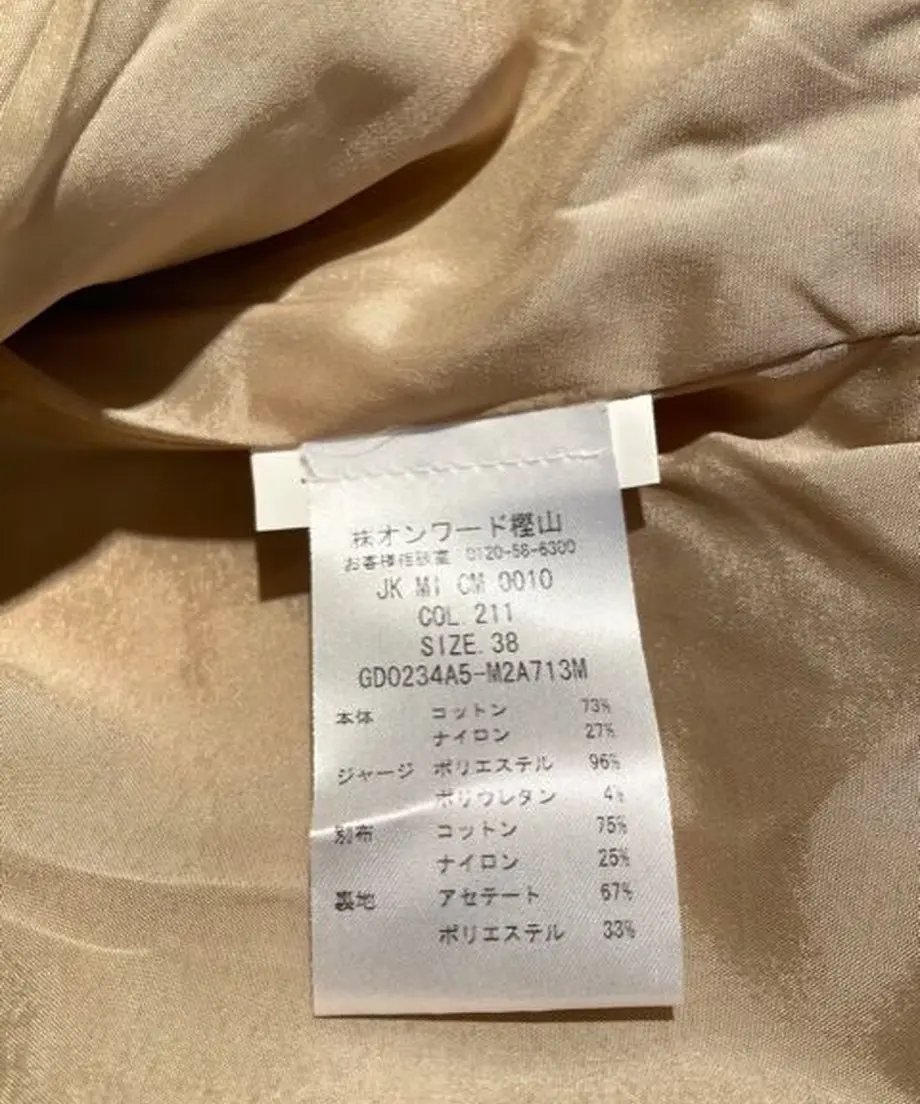 株オンワード樫山
お客様相談室 0120-58-6300
JK MI CM 0010
COL. 211
SIZE. 38
GD0234A5-M2A713M
本体 コットン 73%
ナイロン 27%
ジャージ ポリエステル 96%
ポリウレタン 4%
別布 コットン 75%
ナイロン 25%
裏地 アセテート 67%
ポリエステル 33%